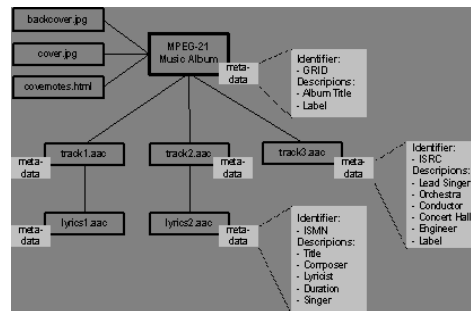 backcover.jpg
cover.jpg
covernotes.html
MPEG-21
Music Album
meta-
data
Identifier:
- GRID
Descripions:
- Album Title
- Label
meta-
data
track1.aac
track2.aac
meta-
data
track3.aac
meta-
data
meta-
data
lyrics1.aac
lyrics2.aac
meta-
data
Identifier:
- ISMN
Descripions:
- Title
- Composer
- Lyricist
- Duration
- Singer
Identifier:
- ISRC
Descripions:
- Lead Singer
- Orchestra
- Conductor
- Concert Hall
- Engineer
- Label